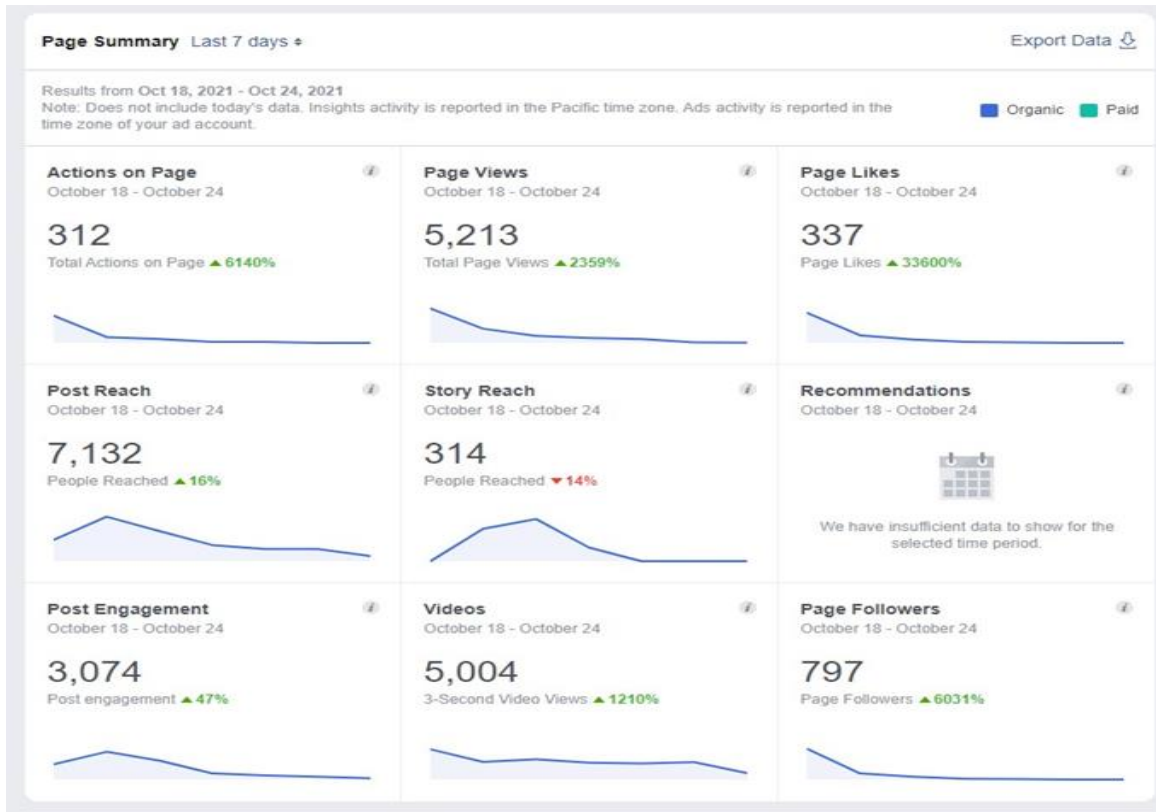 Page Summary Last 7 days
Export Data
Results from Oct 18, 2021 - Oct 24, 2021
Note: Does not include today's data. Insights activity is reported in the Pacific time zone. Ads activity is reported in the
time zone of your ad account.
Organic Paid
Actions on Page
October 18 - October 24
312
Total Actions on Page ▲ 6140%
Page Views
October 18 - October 24
5,213
Total Page Views ▲ 2359%
Page Likes
October 18 - October 24
337
Page Likes ▲ 33600%
Post Reach
October 18 - October 24
7,132
People Reached ▲ 16%
Story Reach
October 18 - October 24
314
People Reached ▼ 14%
Recommendations
October 18 - October 24
We have insufficient data to show for the
selected time period.
Post Engagement
October 18 - October 24
3,074
Post engagement ▲ 47%
Videos
October 18 - October 24
5,004
3-Second Video Views ▲ 1210%
Page Followers
October 18 - October 24
797
Page Followers ▲ 6031%